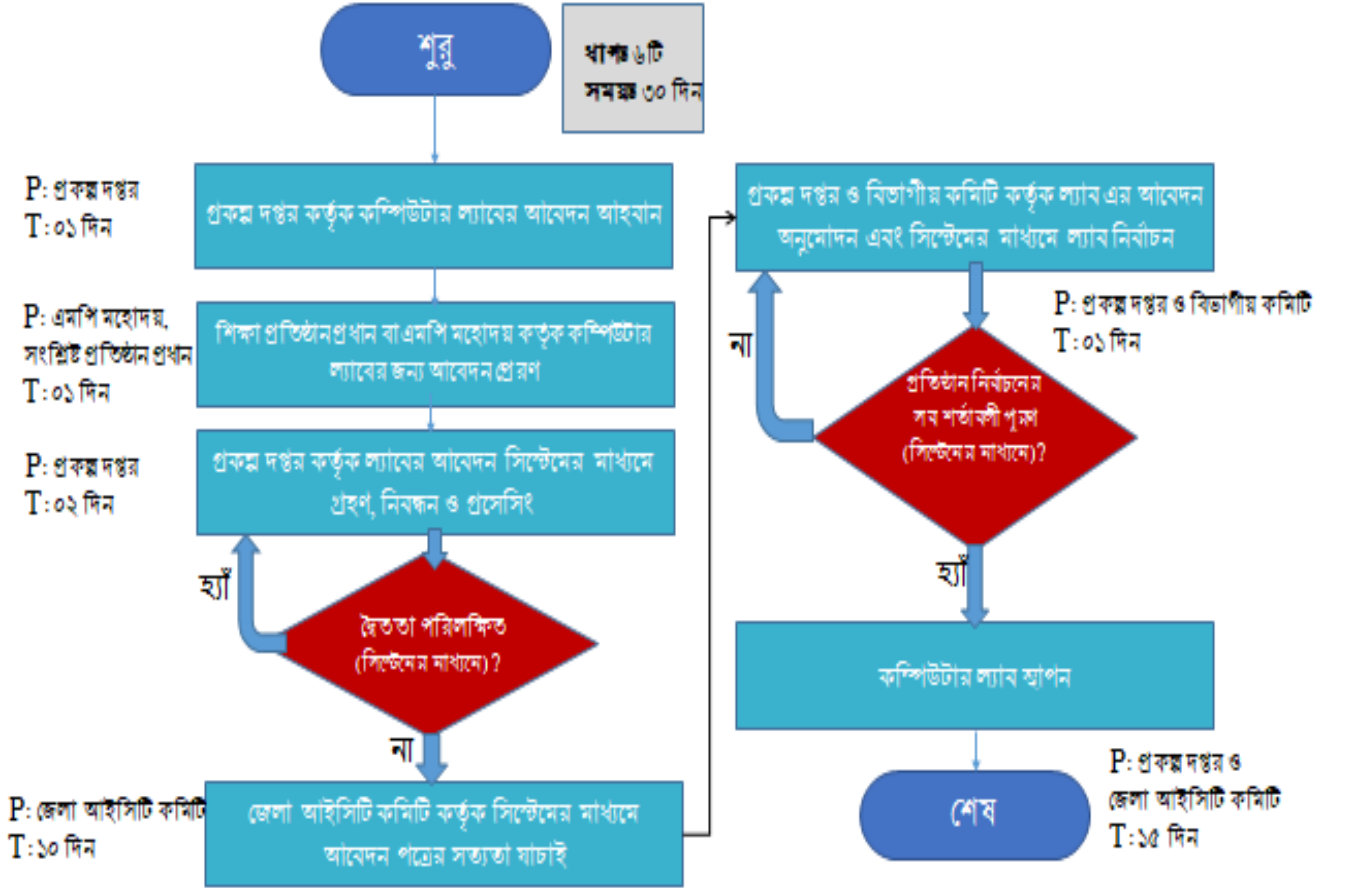 শুরু
ধাপঃ ৬টি
সময়ঃ ৩০ দিন
P: প্রকল্প দপ্তর
T: ০১ দিন
প্রকল্প দপ্তর কর্তৃক কম্পিউটার ল্যাবের আবেদন আহবান
P: এমপি মহোদয়,
সংশ্লিষ্ট প্রতিষ্ঠান প্রধান
T: ০১ দিন
শিক্ষা প্রতিষ্ঠান প্রধান বা এমপি মহোদয় কর্তৃক কম্পিউটার
ল্যাবের জন্য আবেদন প্রেরণ
P: প্রকল্প দপ্তর
T: ০২ দিন
প্রকল্প দপ্তর কর্তৃক ল্যাবের আবেদন সিস্টেমের মাধ্যমে
গ্রহণ, নিবন্ধন ও প্রসেসিং
হ্যাঁ
দ্বৈততা পরিলক্ষিত
(সিস্টেমের মাধ্যমে) ?
না
P: জেলা আইসিটি কমিটি
T: ১০ দিন
জেলা আইসিটি কমিটি কর্তৃক সিস্টেমের মাধ্যমে
আবেদন পত্রের সত্যতা যাচাই
প্রকল্প দপ্তর ও বিভাগীয় কমিটি কর্তৃক ল্যাব এর আবেদন
অনুমোদন এবং সিস্টেমের মাধ্যমে ল্যাব নির্বাচন
P: প্রকল্প দপ্তর ও বিভাগীয় কমিটি
T: ০১ দিন
না
প্রতিষ্ঠান নির্বাচনের
সব শর্তাবলী পূরণ
(সিস্টেমের মাধ্যমে)?
হ্যাঁ
কম্পিউটার ল্যাব স্থাপন
P: প্রকল্প দপ্তর ও
জেলা আইসিটি কমিটি
T: ১৫ দিন
শেষ